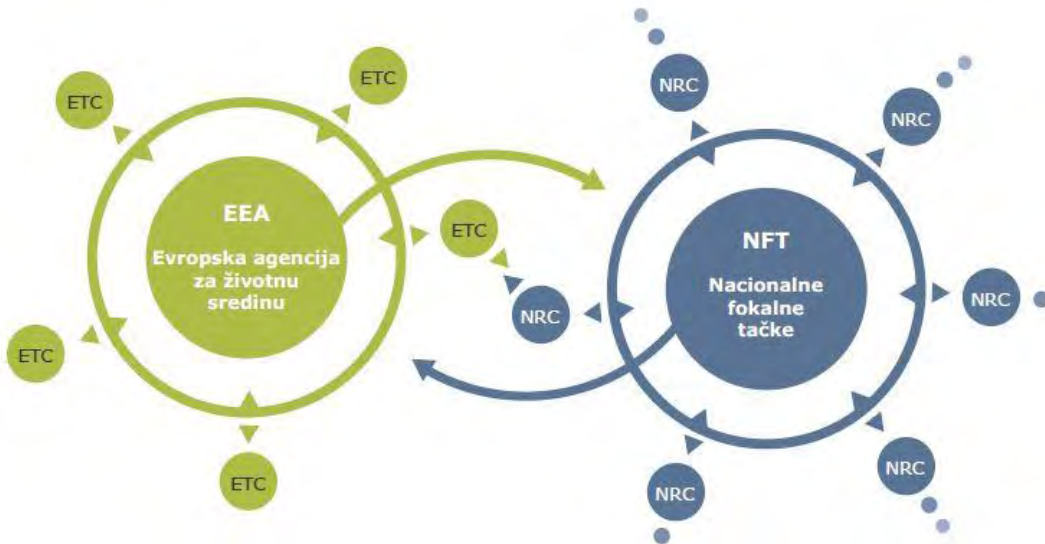 ETC
ETC
EEA
Evropska agencija
za životnu
sredinu
ETC
ETC
ETC
NRC
NRC
NFT
Nacionalne
fokalne
tačke
NRC
NRC
NRC
NRC